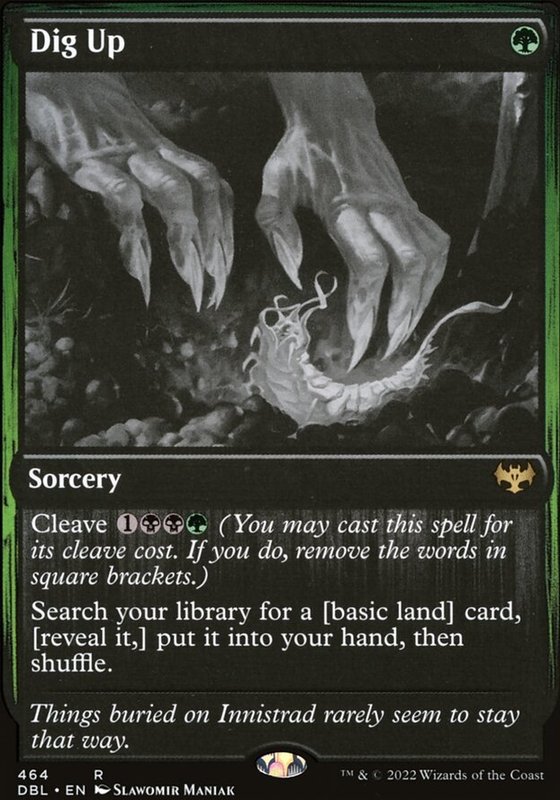 Dig Up
Sorcery
Cleave 1 (You may cast this spell for
its cleave cost. If you do, remove the words in
square brackets.)
Search your library for a [basic land] card,
[reveal it,] put it into your hand, then
shuffle.
Things buried on Innistrad rarely seem to stay
that way.
464 R
DBL • EN Slawomir Maniak
™ & © 2022 Wizards of the Coast